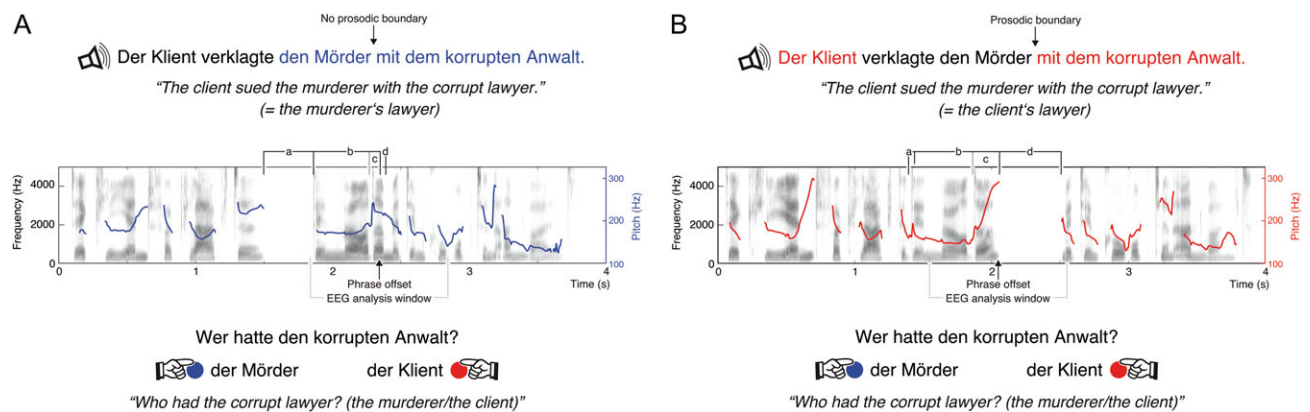 A
No prosodic boundary
Der Klient verklagte den Mörder mit dem korrupten Anwalt.
“The client sued the murderer with the corrupt lawyer.”
(= the murderer‘s lawyer)
a
b
c
d
Frequency (Hz)
4000
2000
0
300
200
100
Pitch (Hz)
0
1
2
3
4
Phrase offset
Time (s)
EEG analysis window
Wer hatte den korrupten Anwalt?
der Mörder
der Klient
“Who had the corrupt lawyer? (the murderer/the client)”
B
Prosodic boundary
Der Klient verklagte den Mörder mit dem korrupten Anwalt.
“The client sued the murderer with the corrupt lawyer.”
(= the client‘s lawyer)
a
b
c
d
Frequency (Hz)
4000
2000
0
300
200
100
Pitch (Hz)
0
1
2
3
4
Phrase offset
Time (s)
EEG analysis window
Wer hatte den korrupten Anwalt?
der Mörder
der Klient
“Who had the corrupt lawyer? (the murderer/the client)”